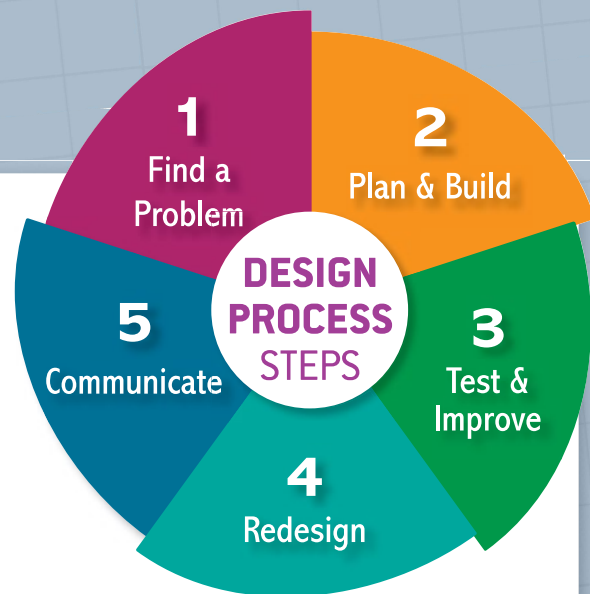 DESIGN
PROCESS
STEPS
1
Find a
Problem
2
Plan & Build
3
Test &
Improve
4
Redesign
5
Communicate